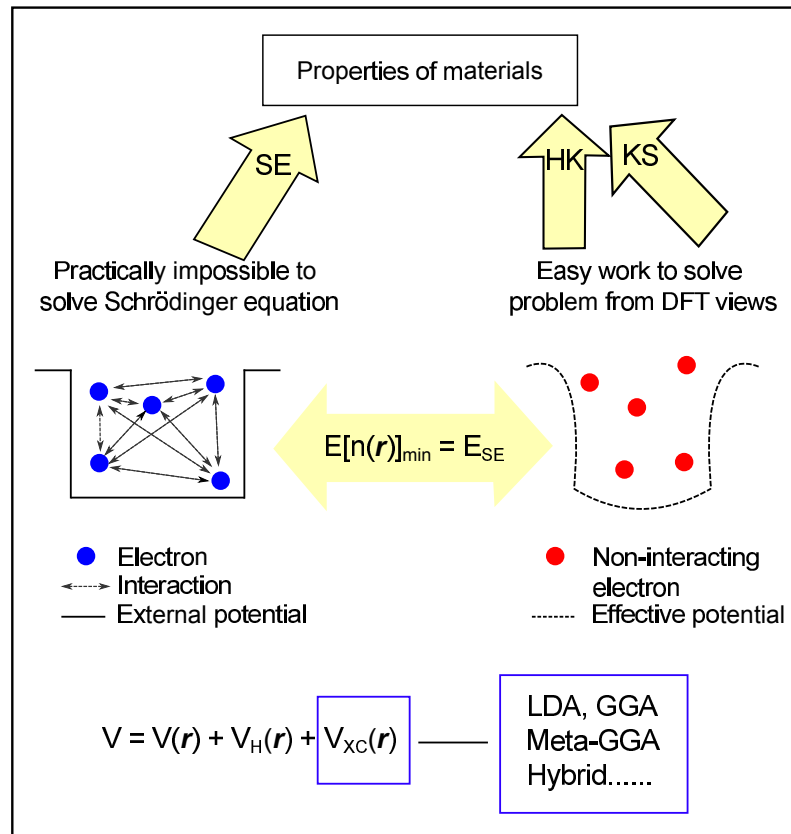 Properties of materials
SE
HK
KS
Practically impossible to
solve Schrödinger equation
Easy work to solve
problem from DFT views
E[n(r)]min = ESE
Electron
Interaction
External potential
Non-interacting
electron
Effective potential
V = V(r) + VH(r) + VXC(r)
LDA, GGA
Meta-GGA
Hybrid......